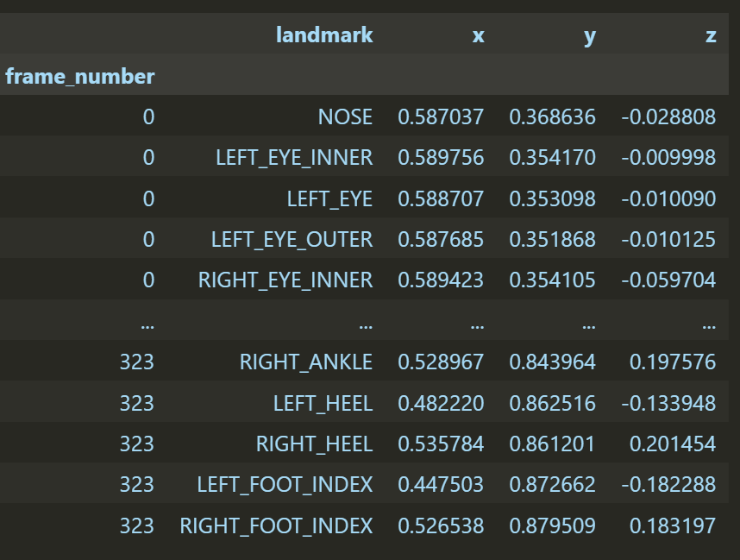 landmark x y z
frame_number
0 NOSE 0.587037 0.368636 -0.028808
0 LEFT_EYE_INNER 0.589756 0.354170 -0.009998
0 LEFT_EYE 0.588707 0.353098 -0.010090
0 LEFT_EYE_OUTER 0.587685 0.351868 -0.010125
0 RIGHT_EYE_INNER 0.589423 0.354105 -0.059704
... ... ... ... ...
323 RIGHT_ANKLE 0.528967 0.843964 0.197576
323 LEFT_HEEL 0.482220 0.862516 -0.133948
323 RIGHT_HEEL 0.535784 0.861201 0.201454
323 LEFT_FOOT_INDEX 0.447503 0.872662 -0.182288
323 RIGHT_FOOT_INDEX 0.526538 0.879509 0.183197